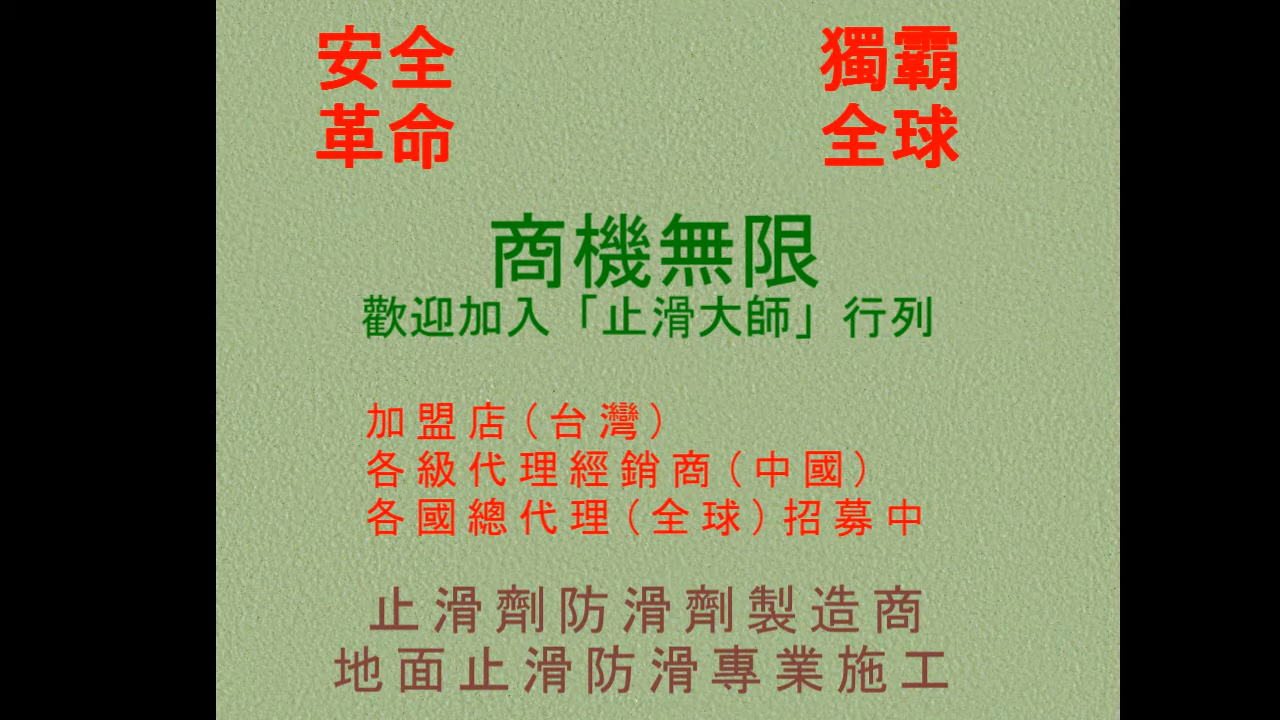 安全
革命
獨霸
全球
商機無限
歡迎加入「止滑大師」行列
加盟店(台灣)
各級代理經銷商(中國)
各國總代理(全球)招募中
止滑劑防滑劑製造商
地面止滑防滑專業施工